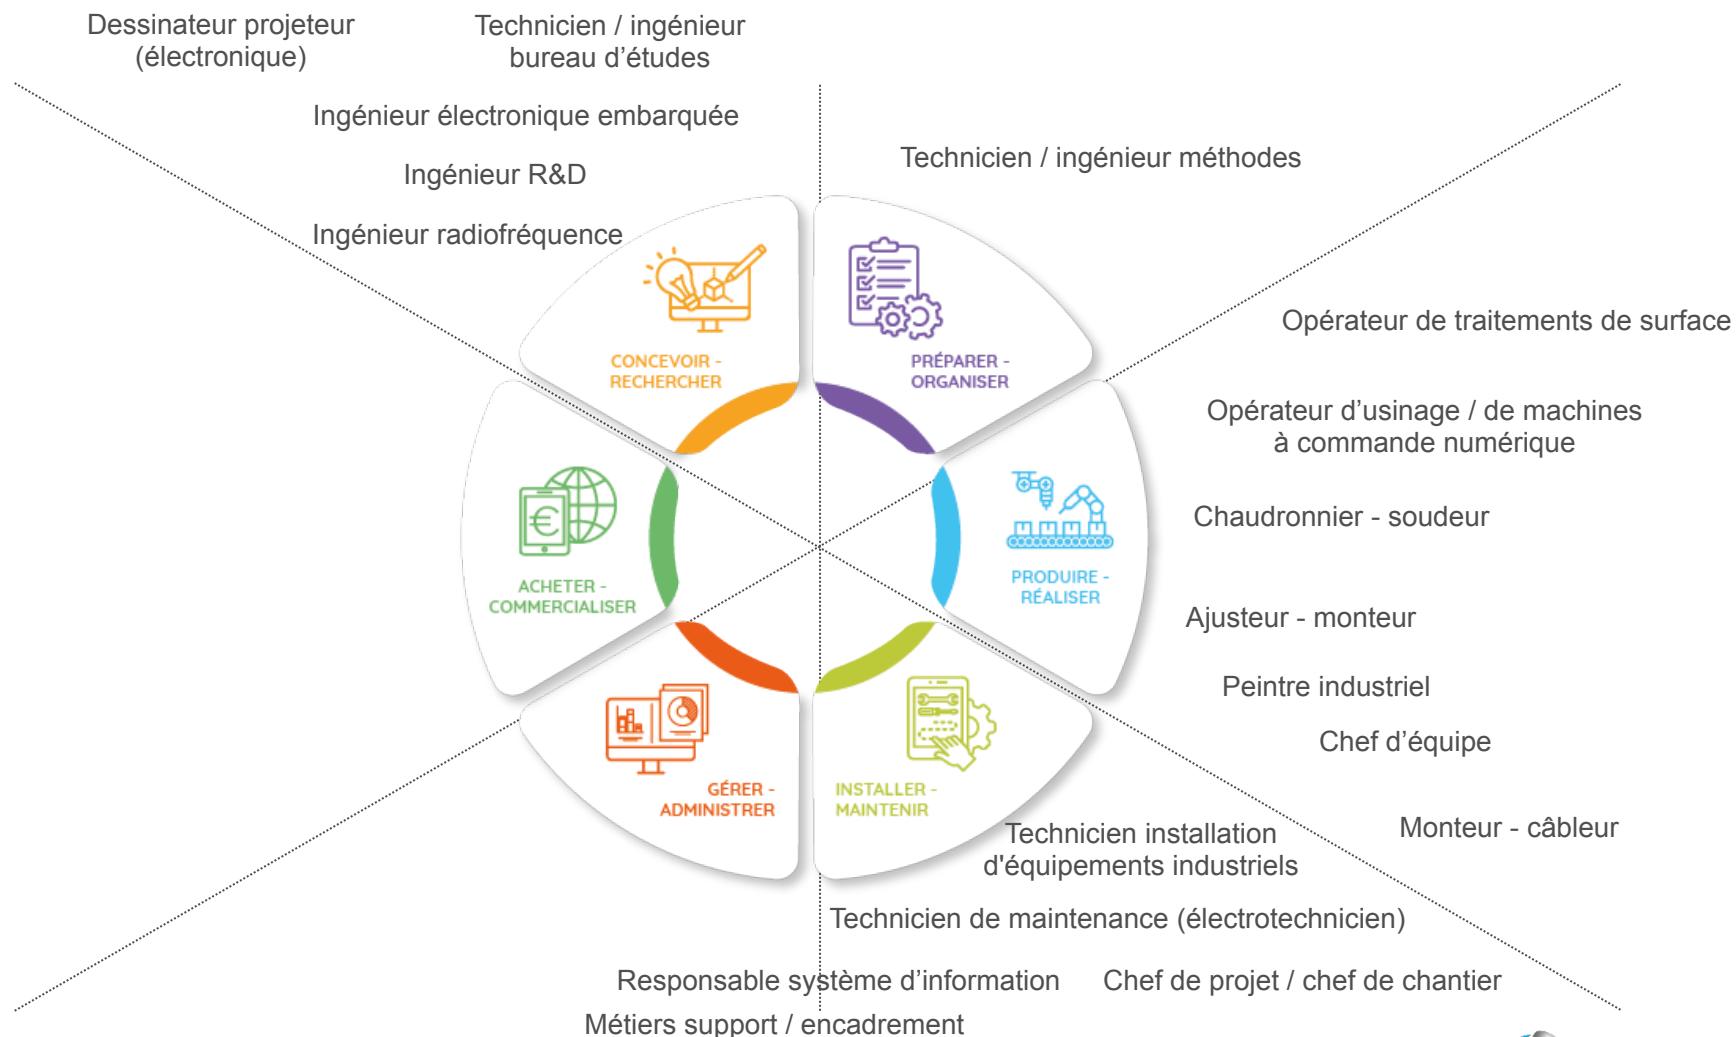 Dessinateur projeteur
(électronique)
Technicien / ingénieur
bureau d’études
Ingénieur électronique embarquée
Ingénieur R&D
Ingénieur radiofréquence
Technicien / ingénieur méthodes
CONCEVOIR -
RECHERCHER
PRÉPARER -
ORGANISER
Opérateur de traitements de surface
Opérateur d’usinage / de machines
à commande numérique
Chaudronnier - soudeur
ACHETER -
COMMERCIALISER
€
PRODUIRE -
RÉALISER
Ajusteur - monteur
Peintre industriel
Chef d’équipe
GÉRER -
ADMINISTRER
INSTALLER -
MAINTENIR
Monteur - câbleur
Technicien installation
d'équipements industriels
Technicien de maintenance (électrotechnicien)
Responsable système d’information
Chef de projet / chef de chantier
Métiers support / encadrement